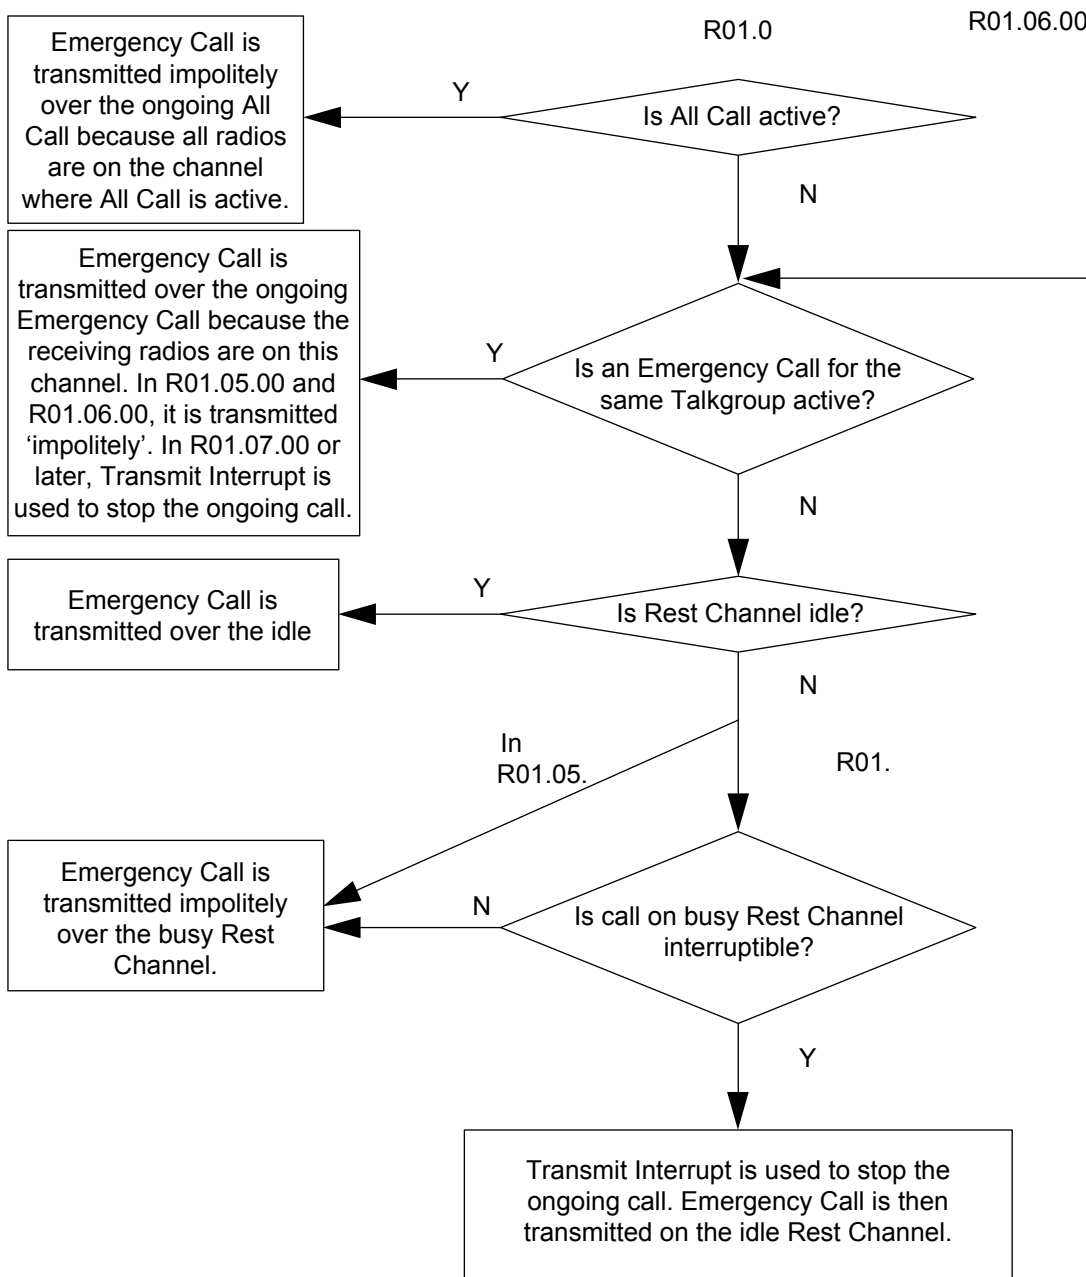 R01.0
R01.06.00
Emergency Call is
transmitted impolitely
over the ongoing All
Call because all radios
are on the channel
where All Call is active.
Y
Is All Call active?
N
Emergency Call is
transmitted over the ongoing
Emergency Call because the
receiving radios are on this
channel. In R01.05.00 and
R01.06.00, it is transmitted
‘impolitely’. In R01.07.00 or
later, Transmit Interrupt is
used to stop the ongoing call.
Y
Is an Emergency Call for the
same Talkgroup active?
N
Emergency Call is
transmitted over the idle
Y
Is Rest Channel idle?
N
In
R01.05.
R01.
Emergency Call is
transmitted impolitely
over the busy Rest
Channel.
N
Is call on busy Rest Channel
interruptible?
Y
Transmit Interrupt is used to stop the
ongoing call. Emergency Call is then
transmitted on the idle Rest Channel.